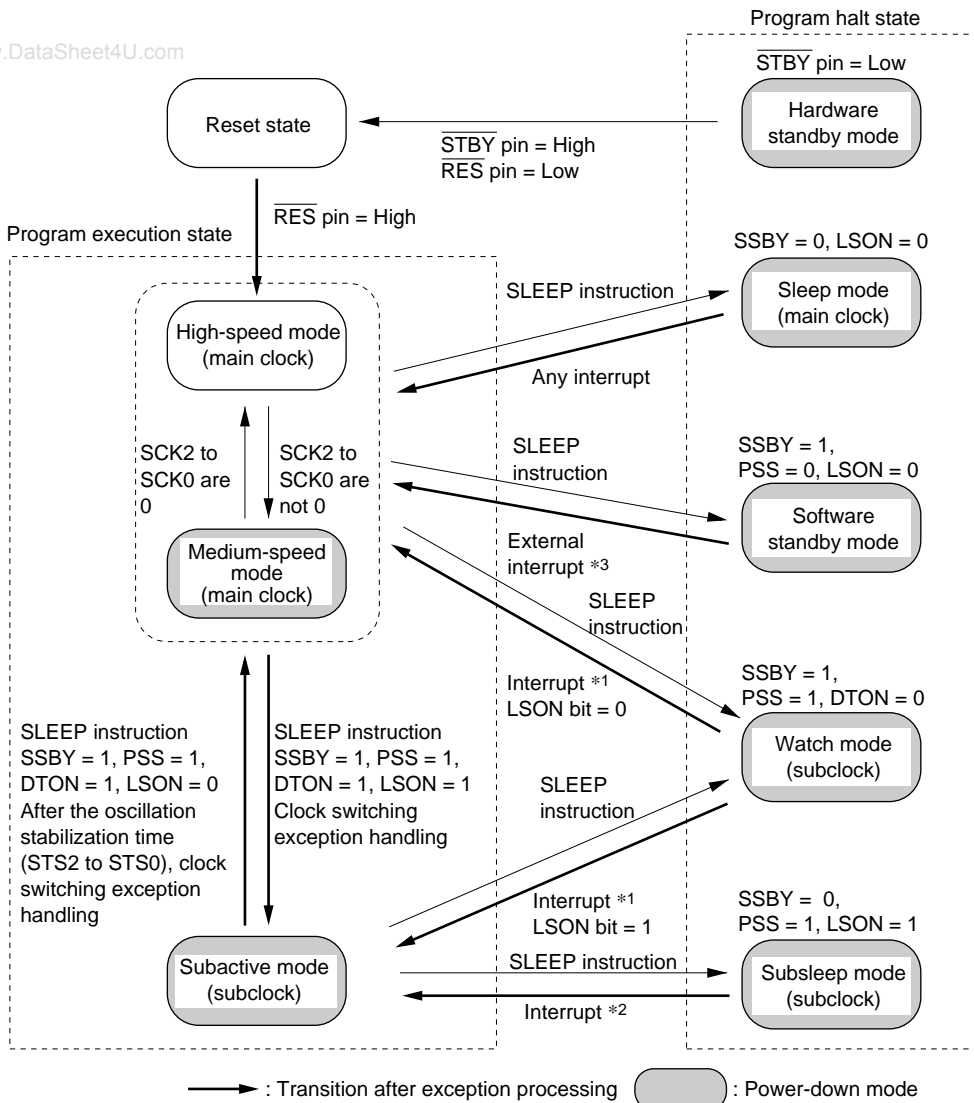 Program halt state
w.DataSheet4U.com
STBY pin = Low
Reset state
Hardware
standby mode
STBY pin = High
RES pin = Low
RES pin = High
Program execution state
SSBY = 0, LSON = 0
SLEEP instruction
Sleep mode
(main clock)
High-speed mode
(main clock)
Any interrupt
SCK2 to
SCK0 are
0
SCK2 to
SCK0 are
not 0
SLEEP
instruction
SSBY = 1,
PSS = 0, LSON = 0
Software
standby mode
Medium-speed
mode
(main clock)
External
interrupt *3
SLEEP
instruction
Interrupt *1
LSON bit = 0
SSBY = 1,
PSS = 1, DTON = 0
Watch mode
(subclock)
SLEEP instruction
SSBY = 1, PSS = 1,
DTON = 1, LSON = 0
After the oscillation
stabilization time
(STS2 to STS0), clock
switching exception
handling
SLEEP instruction
SSBY = 1, PSS = 1,
DTON = 1, LSON = 1
Clock switching
exception handling
SLEEP
instruction
Interrupt *1
LSON bit = 1
SSBY = 0,
PSS = 1, LSON = 1
Subactive mode
(subclock)
SLEEP instruction
Subsleep mode
(subclock)
Interrupt *2
: Transition after exception processing
: Power-down mode